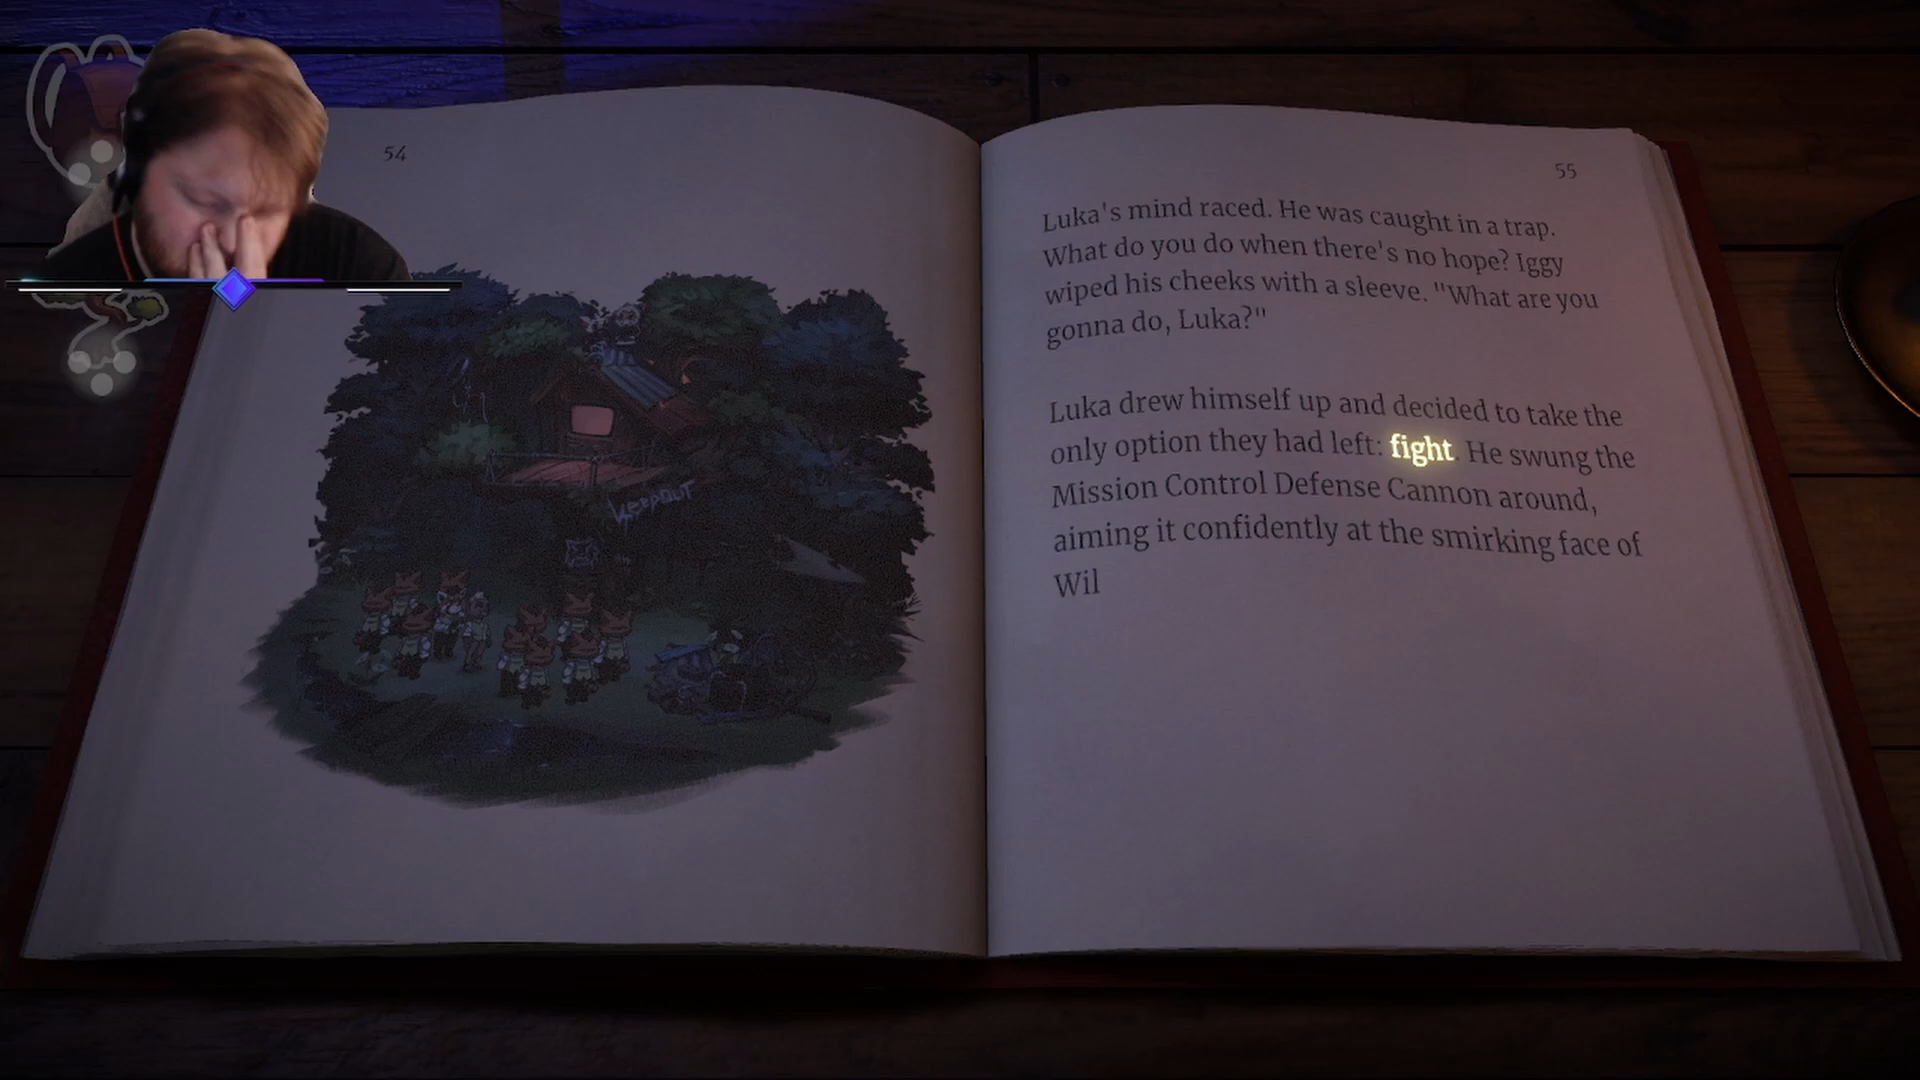 54
KEEPOUT
55
Luka's mind raced. He was caught in a trap.
What do you do when there's no hope? Iggy
wiped his cheeks with a sleeve. "What are you
gonna do, Luka?"
Luka drew himself up and decided to take the
only option they had left: fight. He swung the
Mission Control Defense Cannon around,
aiming it confidently at the smirking face of
Wil